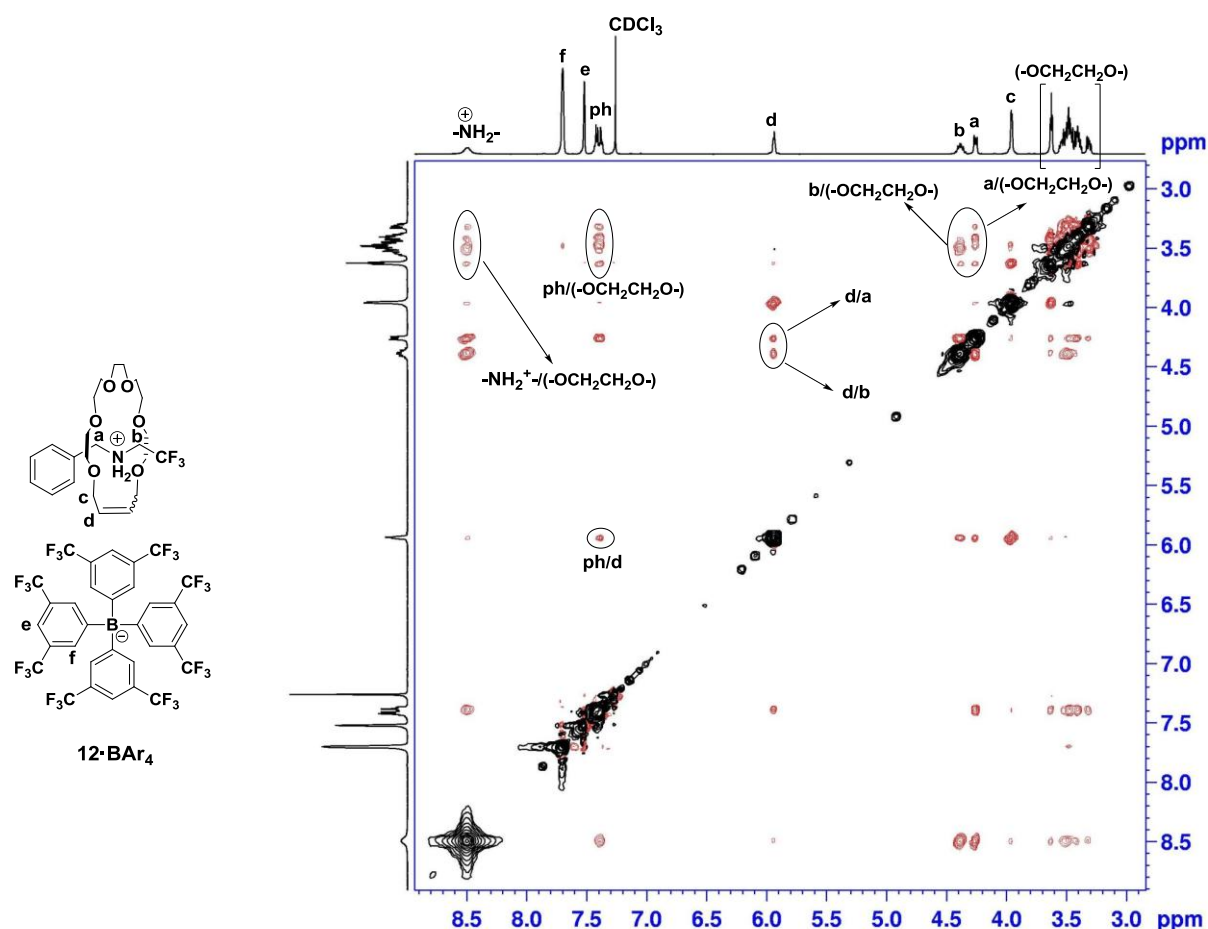 CDCl₃
f
e
ph
⊕
-NH₂-
d
b
a
c
(-OCH₂CH₂O-)
ppm
b/(-OCH₂CH₂O-)
a/(-OCH₂CH₂O-)
ph/(-OCH₂CH₂O-)
d/a
-NH₂⁺-/(-OCH₂CH₂O-)
d/b
ph/d
3.0
3.5
4.0
4.5
5.0
5.5
6.0
6.5
7.0
7.5
8.0
8.5
8.5 8.0 7.5 7.0 6.5 6.0 5.5 5.0 4.5 4.0 3.5 3.0 ppm
O O
O O
a ⊕ b
N CF₃
O H₂ O
c
d
CF₃ CF₃
F₃C CF₃
e B ⊖
f
F₃C CF₃
CF₃ CF₃
12·BAr₄